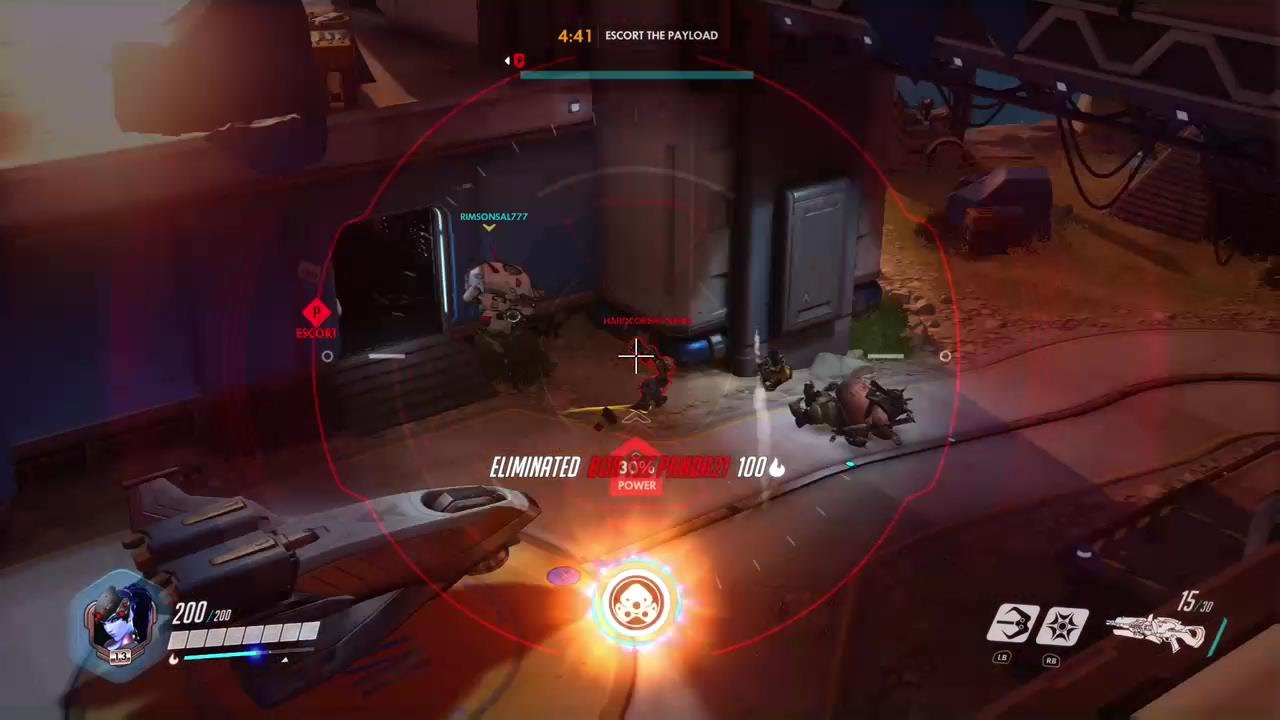 4:41 ESCORT THE PAYLOAD
C
RIMSONSAL777
P
ESCORT
30%
POWER
ELIMINATED
100
200/200
13
15/30
LB
RB